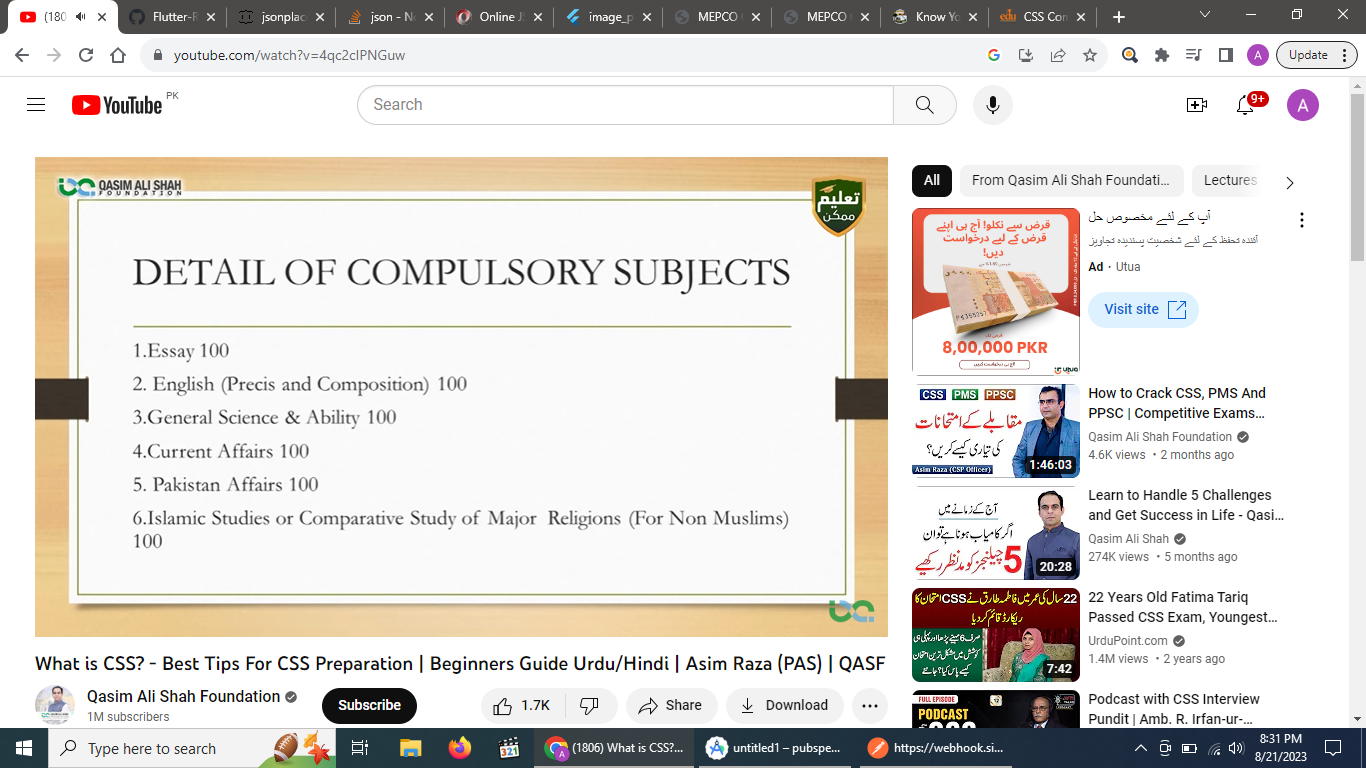 (180
Flutter-R
jsonplac
json - No
Online JS
image_p
MEPCO
MEPCO
Know Yo
CSS Con
youtube.com/watch?v=4qc2clPNGuw
Update
YouTube PK
Search
9+
A
QASIM ALI SHAH
FOUNDATION
تعلیم
ممکن
DETAIL OF COMPULSORY SUBJECTS
1.Essay 100
2. English (Precis and Composition) 100
3.General Science & Ability 100
4.Current Affairs 100
5. Pakistan Affairs 100
6.Islamic Studies or Comparative Study of Major Religions (For Non Muslims)
100
What is CSS? - Best Tips For CSS Preparation | Beginners Guide Urdu/Hindi | Asim Raza (PAS) | QASF
Qasim Ali Shah Foundation
1M subscribers
Subscribe
1.7K
Share
Download
All
From Qasim Ali Shah Foundati...
Lectures
قرض سے نکلو! آج ہی اپنے
قرض کے لیے درخواست
دیں!
8,00,000 PKR
آپ کے لئے مخصوص حل
آئندہ تحفظ کے لئے شخصیت پسندیدہ تجاویز
Ad · Utua
Visit site
CSS PMS PPSC
مقابلے کے امتحانات
کی تیاری کیسے کریں؟
Asim Raza (CSP Officer)
1:46:03
How to Crack CSS, PMS And
PPSC | Competitive Exams...
Qasim Ali Shah Foundation
4.6K views • 2 months ago
آج کے زمانے میں
اگر کامیاب ہونا ہے تو ان
5 چیلنجز کو مدنظر رکھیے
20:28
Learn to Handle 5 Challenges
and Get Success in Life - Qasi...
Qasim Ali Shah
274K views • 5 months ago
22 سال کی عمر میں فاطمہ طارق نے CSS امتحان کا
ریکارڈ قائم کر دیا
7:42
22 Years Old Fatima Tariq
Passed CSS Exam, Youngest...
UrduPoint.com
1.4M views • 2 years ago
FULL EPISODE
PODCAST
Podcast with CSS Interview
Pundit | Amb. R. Irfan-ur-...
Type here to search
(1806) What is CSS?...
untitled1 – pubspe...
https://webhook.si...
8:31 PM
8/21/2023